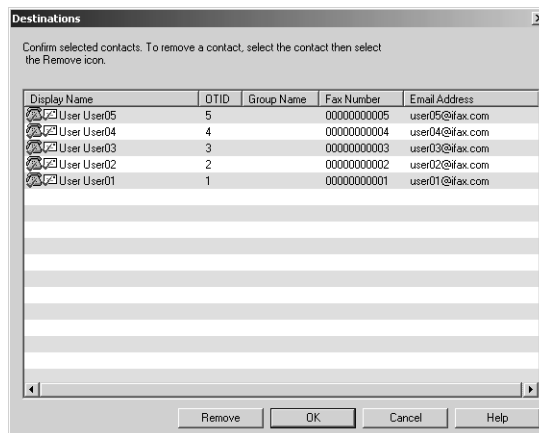 Destinations
Confirm selected contacts. To remove a contact, select the contact then select
the Remove icon.
Display Name OTID Group Name Fax Number Email Address
User User05 5 00000000005 user05@ifax.com
User User04 4 00000000004 user04@ifax.com
User User03 3 00000000003 user03@ifax.com
User User02 2 00000000002 user02@ifax.com
User User01 1 00000000001 user01@ifax.com
Remove OK Cancel Help